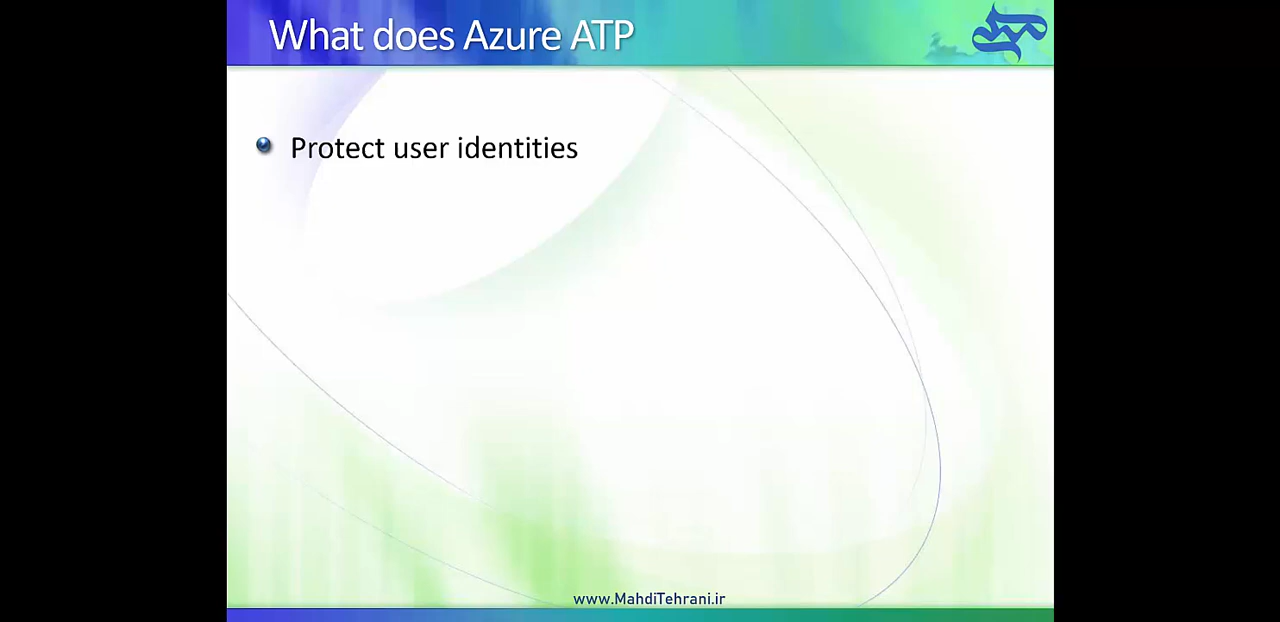 What does Azure ATP
Protect user identities
www.MahdiTehrani.ir